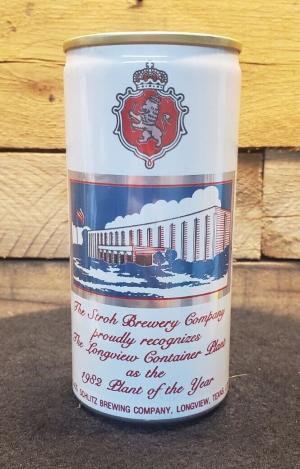 The Stroh Brewery Company
proudly recognizes
The Longview Container Plant
as the
1982 Plant of the Year
SCHLITZ BREWING COMPANY, LONGVIEW, TEXAS